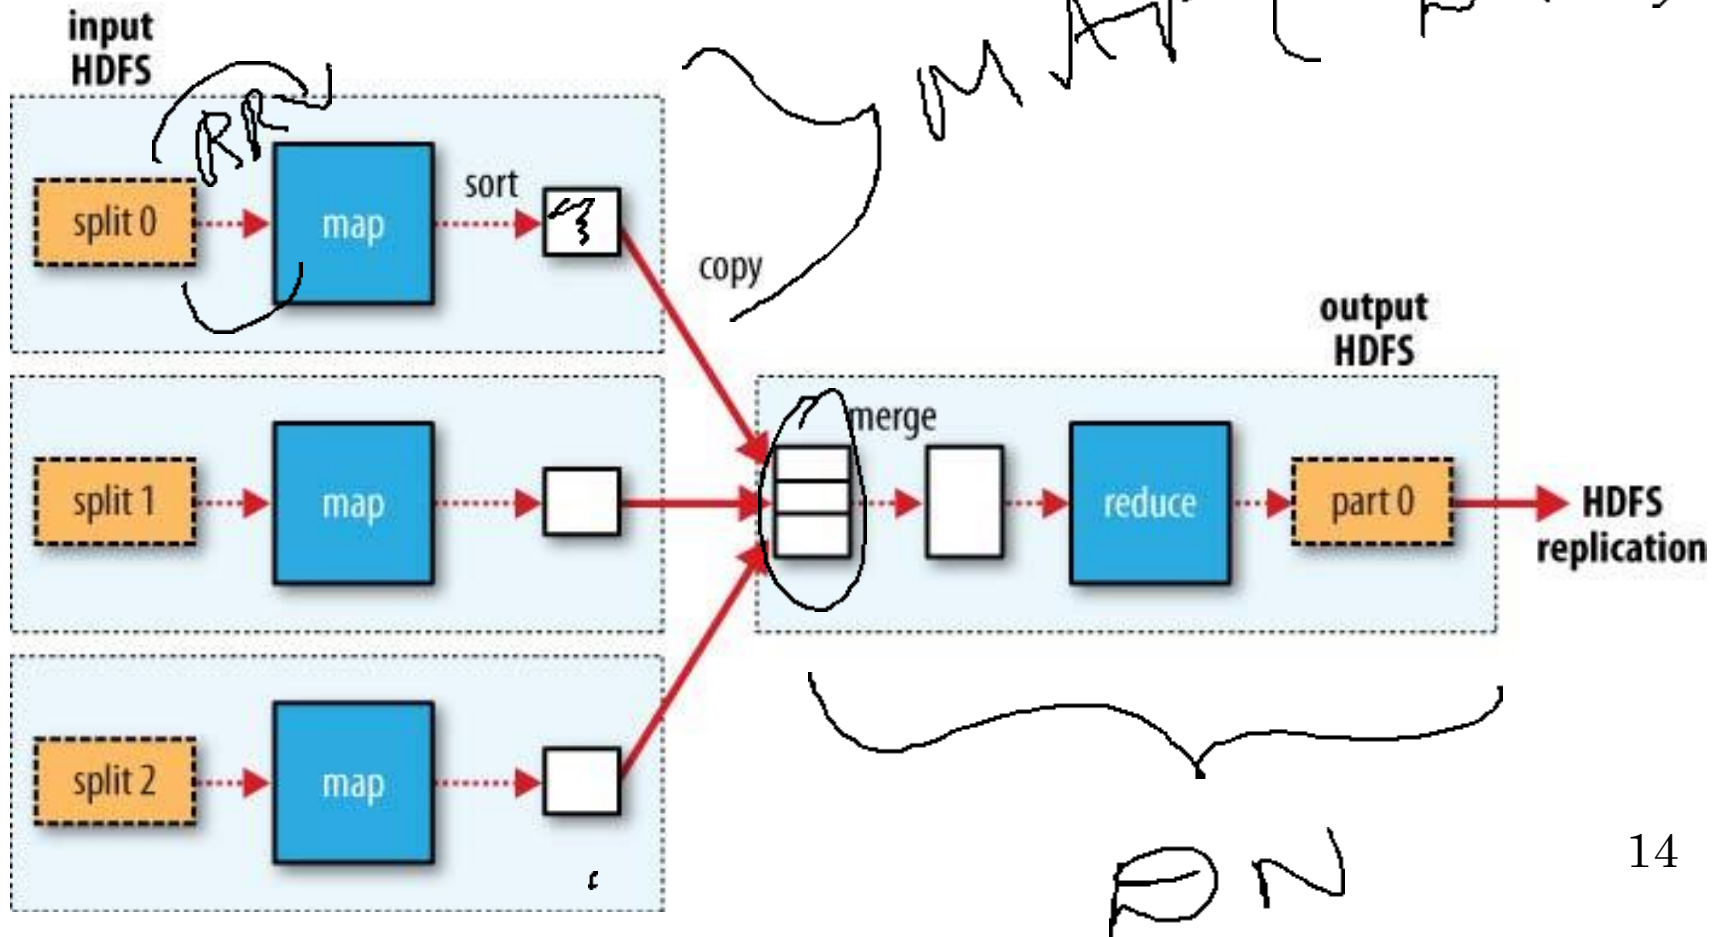 input
HDFS
RR
split 0
map
sort
copy
split 1
map
merge
reduce
output
HDFS
part 0
HDFS
replication
split 2
map
14